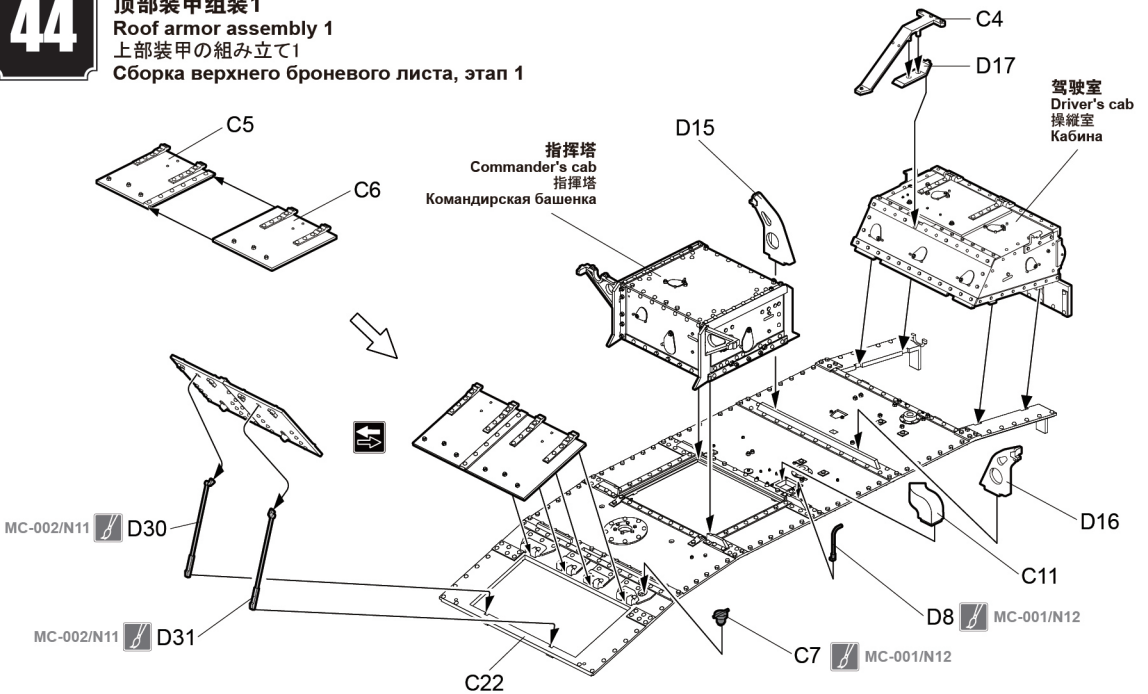 44
顶部装甲组装1
Roof armor assembly 1
上部装甲の組み立て1
Сборка верхнего броневого листа, этап 1
C4
D17
驾驶室
Driver's cab
操縦室
Кабина
C5
C6
D15
指挥塔
Commander's cab
指揮塔
Командирская башенка
MC-002/N11 D30
MC-002/N11 D31
D16
C11
D8 MC-001/N12
C7 MC-001/N12
C22